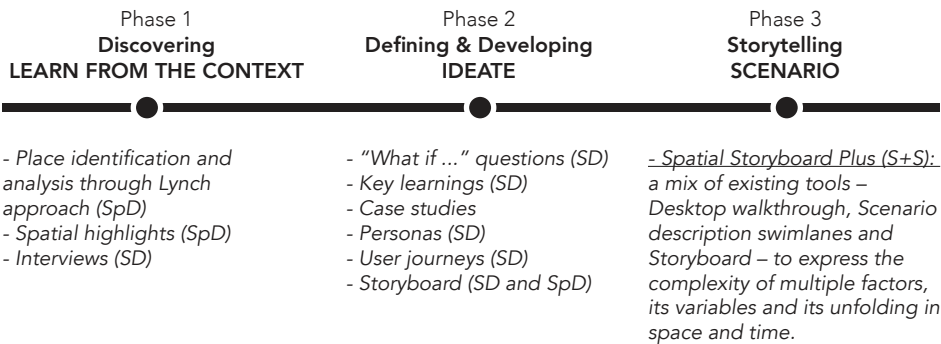 Phase 1
Discovering
LEARN FROM THE CONTEXT
- Place identification and
analysis through Lynch
approach (SpD)
- Spatial highlights (SpD)
- Interviews (SD)
Phase 2
Defining & Developing
IDEATE
- “What if ...” questions (SD)
- Key learnings (SD)
- Case studies
- Personas (SD)
- User journeys (SD)
- Storyboard (SD and SpD)
Phase 3
Storytelling
SCENARIO
- Spatial Storyboard Plus (S+S):
a mix of existing tools –
Desktop walkthrough, Scenario
description swimlanes and
Storyboard – to express the
complexity of multiple factors,
its variables and its unfolding in
space and time.